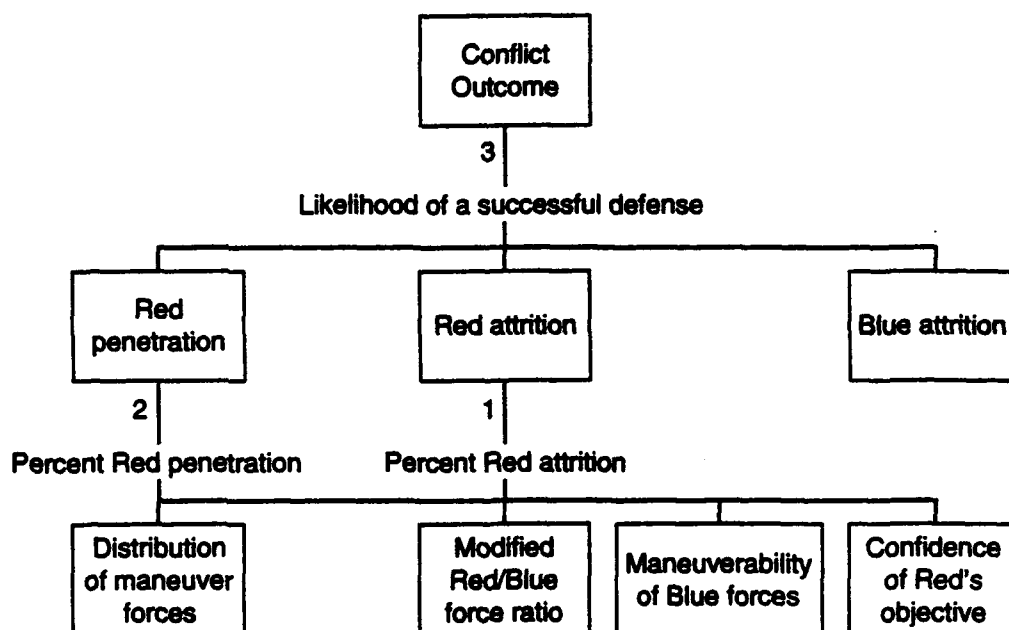 Conflict
Outcome
3
Likelihood of a successful defense
Red
penetration
Red attrition
Blue attrition
2
1
Percent Red penetration
Percent Red attrition
Distribution
of maneuver
forces
Modified
Red/Blue
force ratio
Maneuverability
of Blue forces
Confidence
of Red's
objective